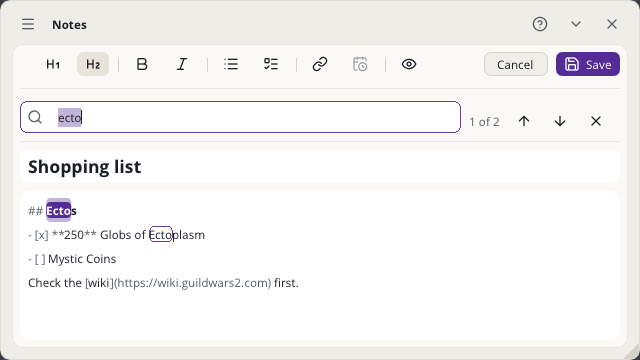 Notes
H1 H2 B I Cancel Save
ecto 1 of 2
Shopping list
## Ectos
- [x] **250** Globs of Ectoplasm
- [ ] Mystic Coins
Check the [wiki](https://wiki.guildwars2.com) first.